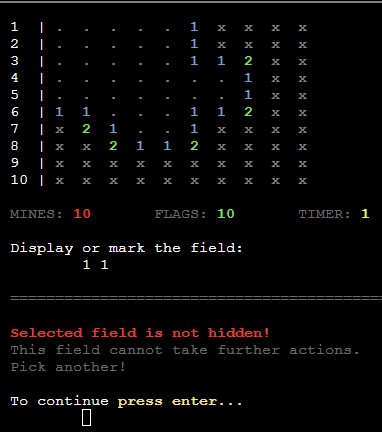 1 | . . . . . 1 x x x x
2 | . . . . . 1 x x x x
3 | . . . . . 1 1 2 x x
4 | . . . . . . . 1 x x
5 | . . . . . . . 1 x x
6 | 1 1 . . . 1 1 2 x x
7 | x 2 1 . . 1 x x x x
8 | x x 2 1 1 2 x x x x
9 | x x x x x x x x x x
10 | x x x x x x x x x x
MINES: 10 FLAGS: 10 TIMER: 1
Display or mark the field:
1 1
==========================================
Selected field is not hidden!
This field cannot take further actions.
Pick another!
To continue press enter...